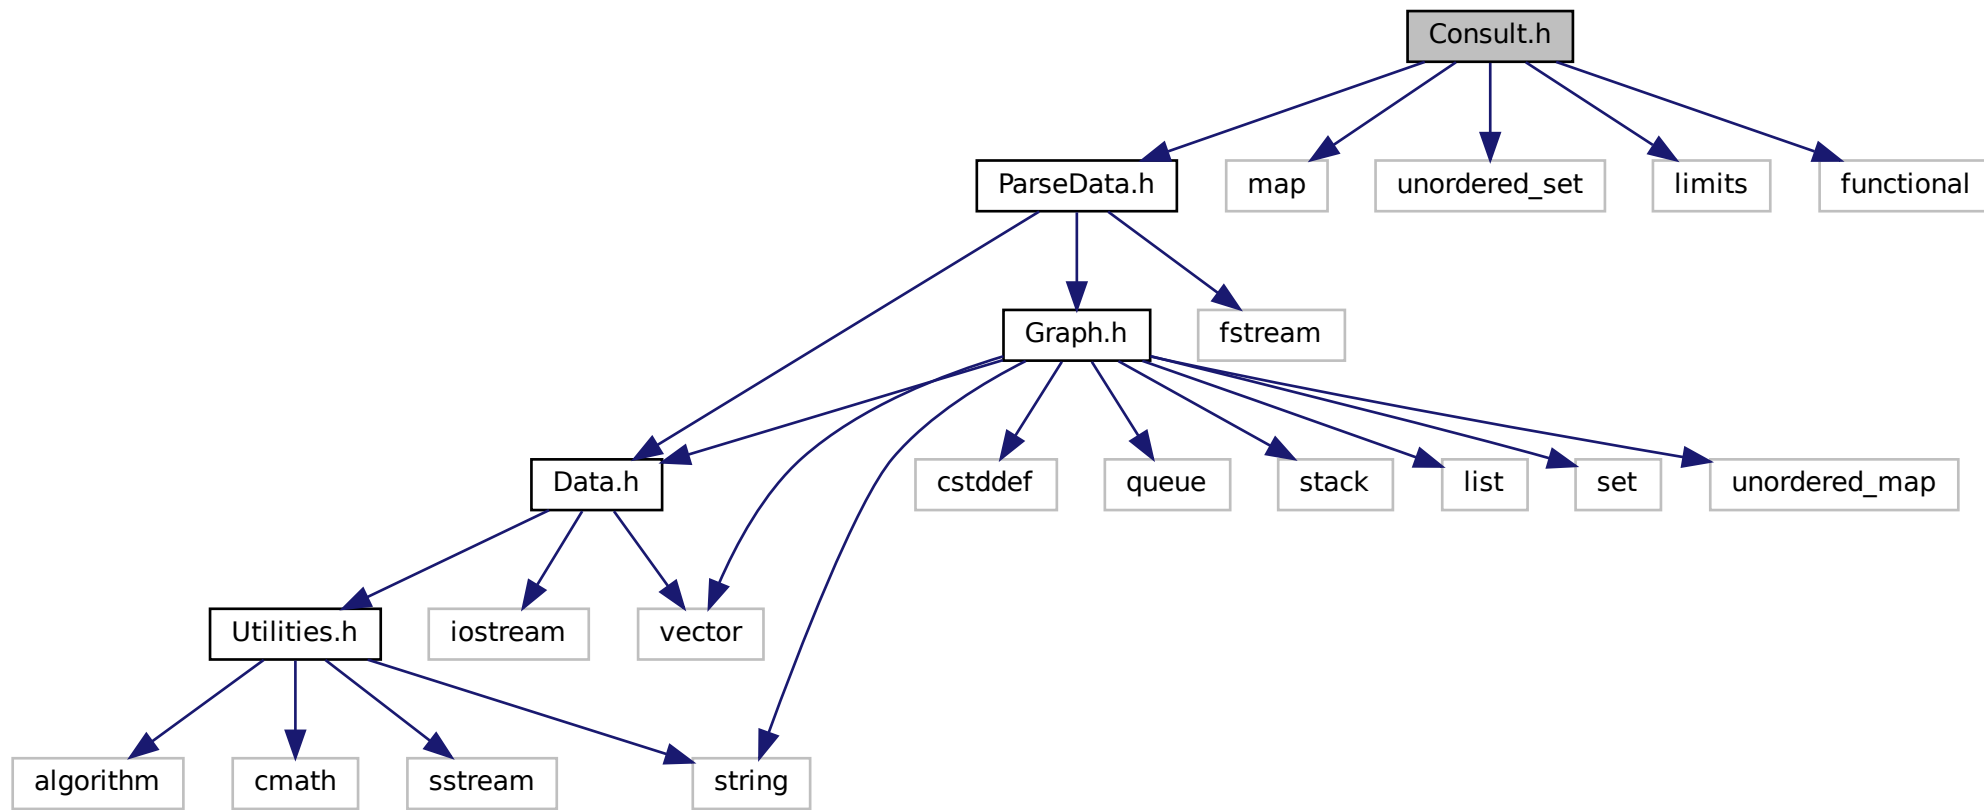 Consult.h
ParseData.h
map
unordered_set
limits
functional
Graph.h
fstream
Data.h
cstddef
queue
stack
list
set
unordered_map
Utilities.h
iostream
vector
algorithm
cmath
sstream
string